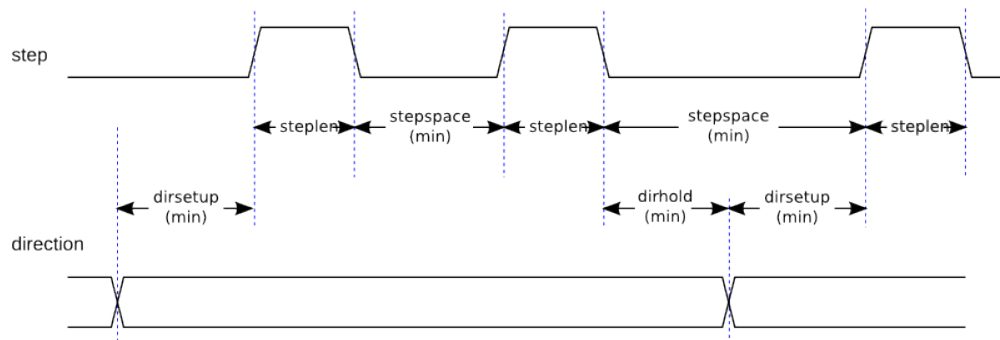 step
steplen
stepspace
(min)
steplen
stepspace
(min)
steplen
dirsetup
(min)
dirhold
(min)
dirsetup
(min)
direction